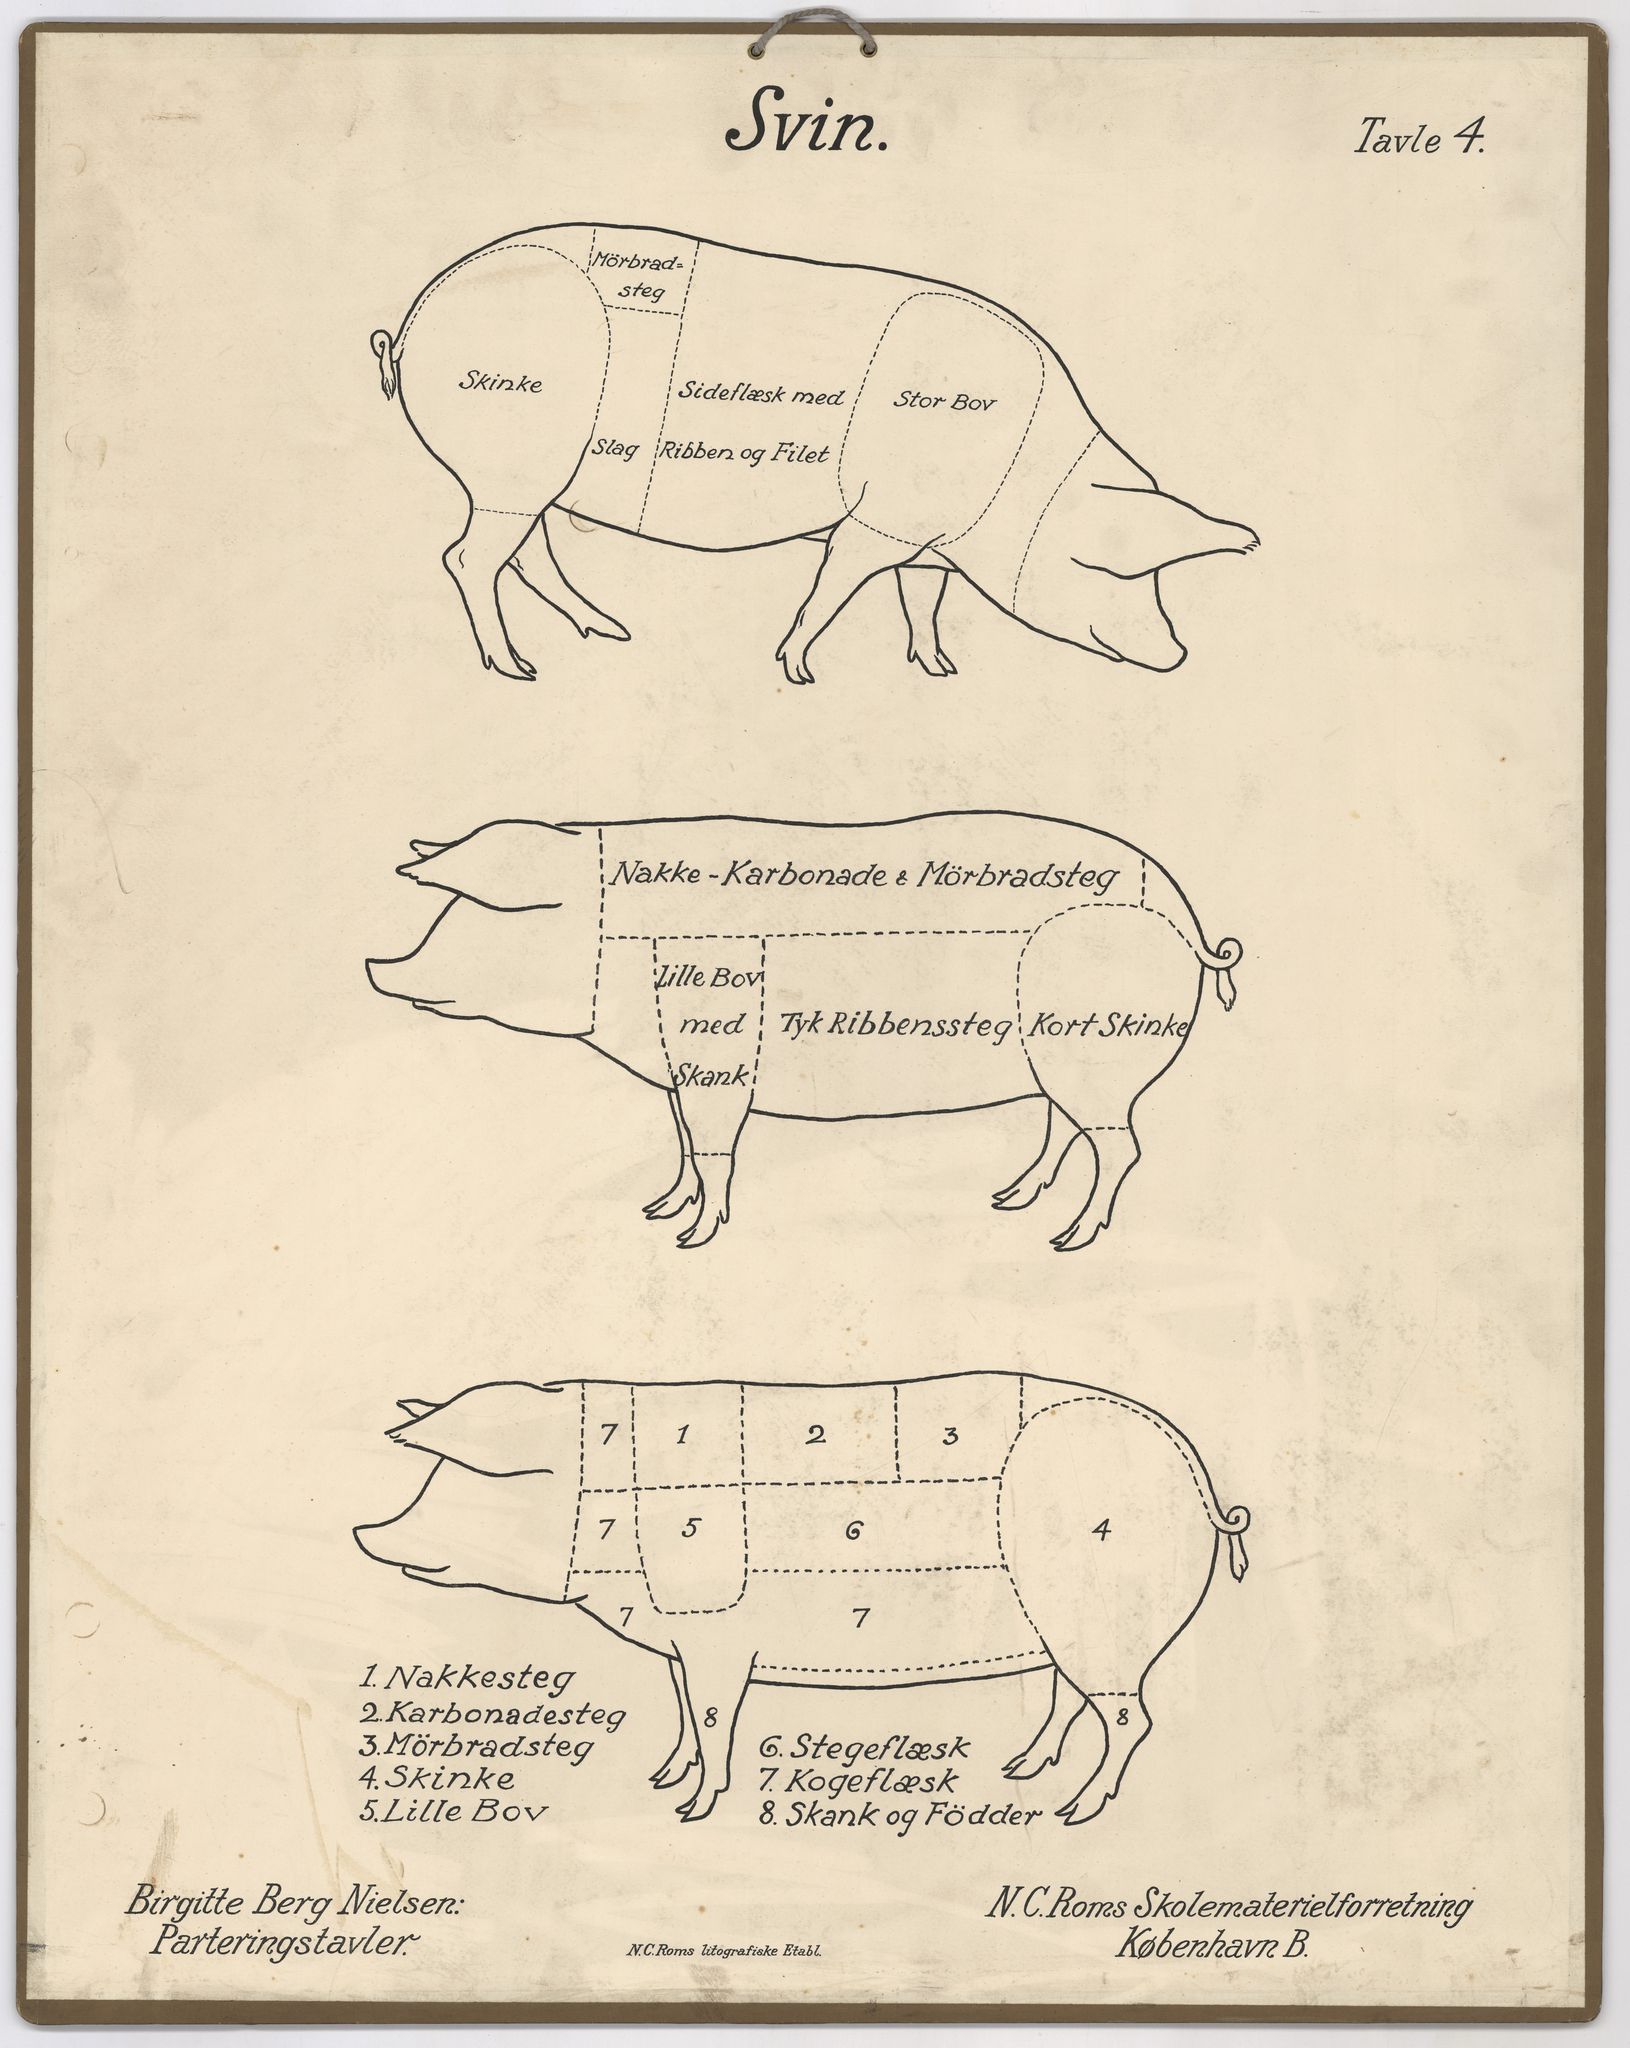 Svin.
Tavle 4.
Mörbrad=
steg
Skinke
Sideflæsk med
Stor Bov
Slag
Ribben og Filet
Nakke-Karbonade & Mörbradsteg
Lille Bov
med
Skank
Tyk Ribbenssteg
Kort Skinke
7
1
2
3
7
5
6
4
7
7
8
8
1. Nakkesteg
2. Karbonadesteg
3. Mörbradsteg
4. Skinke
5. Lille Bov
6. Stegeflæsk
7. Kogeflæsk
8. Skank og Födder
Birgitte Berg Nielsen:
Parteringstavler.
N.C.Roms litografiske Etabl.
N.C.Roms Skolematerielforretning
København B.